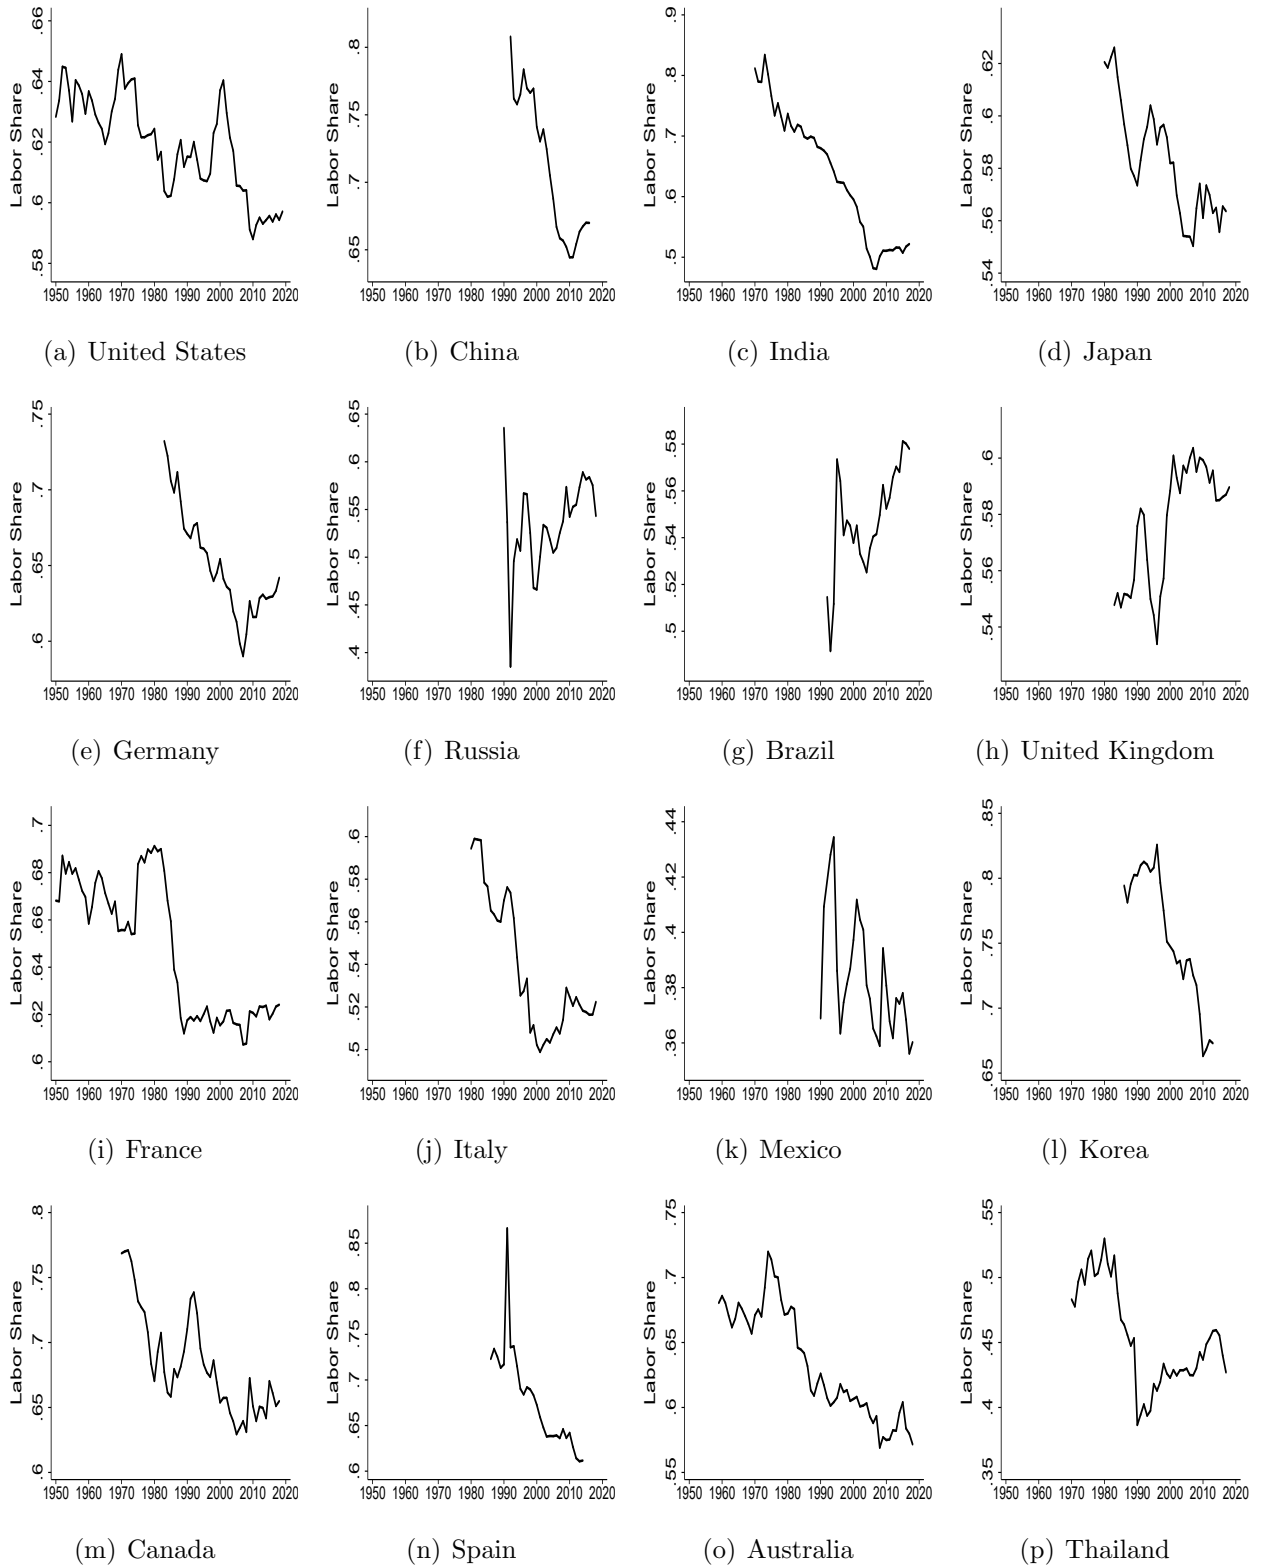 Labor Share
.66
.64
.62
.6
.58
1950 1960 1970 1980 1990 2000 2010 2020
(a) United States
Labor Share
.8
.75
.7
.65
1950 1960 1970 1980 1990 2000 2010 2020
(b) China
Labor Share
.9
.8
.7
.6
.5
1950 1960 1970 1980 1990 2000 2010 2020
(c) India
Labor Share
.62
.6
.58
.56
.54
1950 1960 1970 1980 1990 2000 2010 2020
(d) Japan
Labor Share
.75
.7
.65
.6
1950 1960 1970 1980 1990 2000 2010 2020
(e) Germany
Labor Share
.65
.6
.55
.5
.45
.4
1950 1960 1970 1980 1990 2000 2010 2020
(f) Russia
Labor Share
.58
.56
.54
.52
.5
1950 1960 1970 1980 1990 2000 2010 2020
(g) Brazil
Labor Share
.6
.58
.56
.54
1950 1960 1970 1980 1990 2000 2010 2020
(h) United Kingdom
Labor Share
.7
.68
.66
.64
.62
.6
1950 1960 1970 1980 1990 2000 2010 2020
(i) France
Labor Share
.6
.58
.56
.54
.52
.5
1950 1960 1970 1980 1990 2000 2010 2020
(j) Italy
Labor Share
.44
.42
.4
.38
.36
1950 1960 1970 1980 1990 2000 2010 2020
(k) Mexico
Labor Share
.85
.8
.75
.7
.65
1950 1960 1970 1980 1990 2000 2010 2020
(l) Korea
Labor Share
.8
.75
.7
.65
.6
1950 1960 1970 1980 1990 2000 2010 2020
(m) Canada
Labor Share
.85
.8
.75
.7
.65
.6
1950 1960 1970 1980 1990 2000 2010 2020
(n) Spain
Labor Share
.75
.7
.65
.6
.55
1950 1960 1970 1980 1990 2000 2010 2020
(o) Australia
Labor Share
.55
.5
.45
.4
.35
1950 1960 1970 1980 1990 2000 2010 2020
(p) Thailand